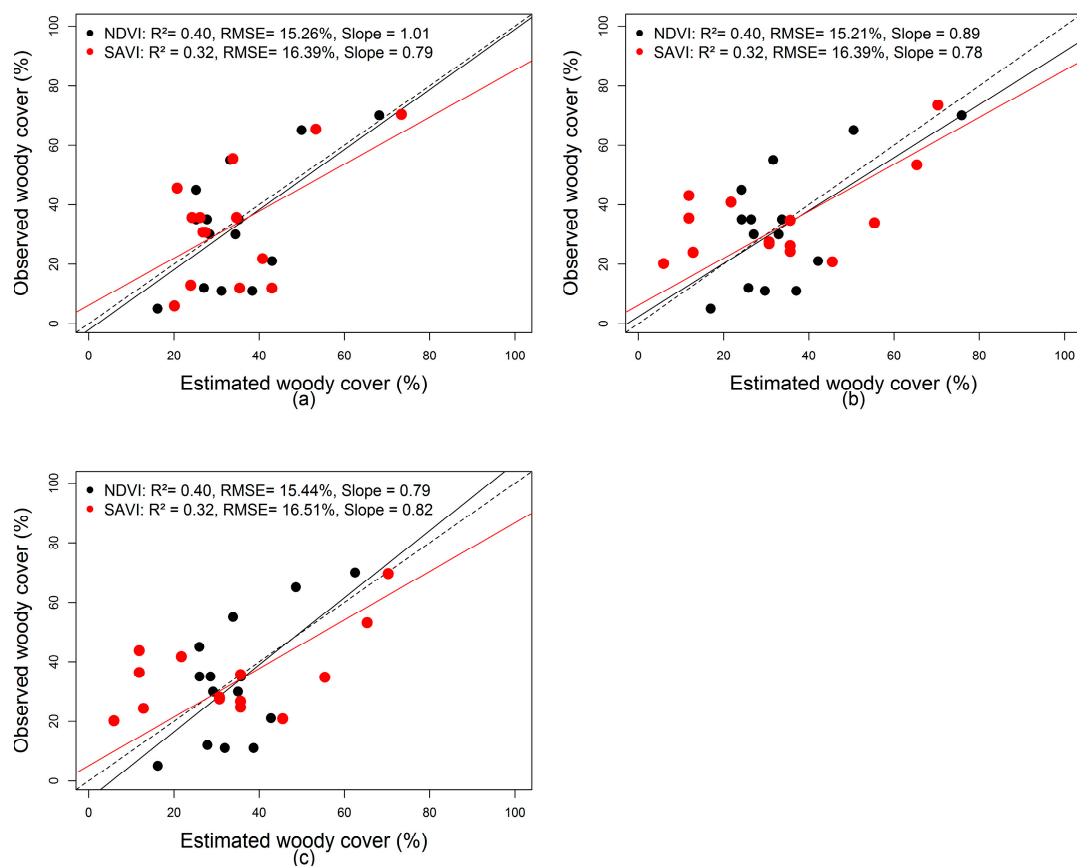 NDVI: R²= 0.40, RMSE= 15.26%, Slope = 1.01
SAVI: R² = 0.32, RMSE= 16.39%, Slope = 0.79
Observed woody cover (%)
100
80
60
40
20
0
0 20 40 60 80 100
Estimated woody cover (%)
(a)
NDVI: R²= 0.40, RMSE= 15.21%, Slope = 0.89
SAVI: R² = 0.32, RMSE= 16.39%, Slope = 0.78
Observed woody cover (%)
100
80
60
40
20
0
0 20 40 60 80 100
Estimated woody cover (%)
(b)
NDVI: R²= 0.40, RMSE= 15.44%, Slope = 0.79
SAVI: R² = 0.32, RMSE= 16.51%, Slope = 0.82
Observed woody cover (%)
100
80
60
40
20
0
0 20 40 60 80 100
Estimated woody cover (%)
(c)